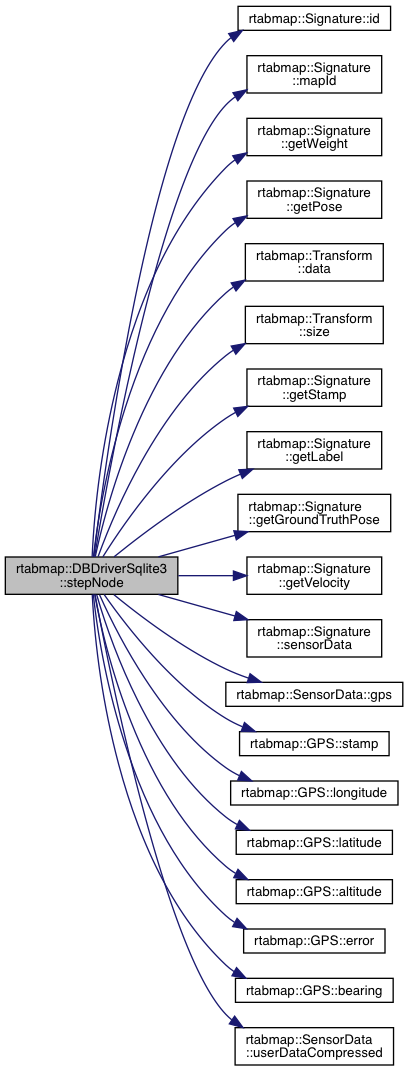 rtabmap::Signature::id
rtabmap::Signature
::mapId
rtabmap::Signature
::getWeight
rtabmap::Signature
::getPose
rtabmap::Transform
::data
rtabmap::Transform
::size
rtabmap::Signature
::getStamp
rtabmap::Signature
::getLabel
rtabmap::Signature
::getGroundTruthPose
rtabmap::DBDriverSqlite3
::stepNode
rtabmap::Signature
::getVelocity
rtabmap::Signature
::sensorData
rtabmap::SensorData::gps
rtabmap::GPS::stamp
rtabmap::GPS::longitude
rtabmap::GPS::latitude
rtabmap::GPS::altitude
rtabmap::GPS::error
rtabmap::GPS::bearing
rtabmap::SensorData
::userDataCompressed